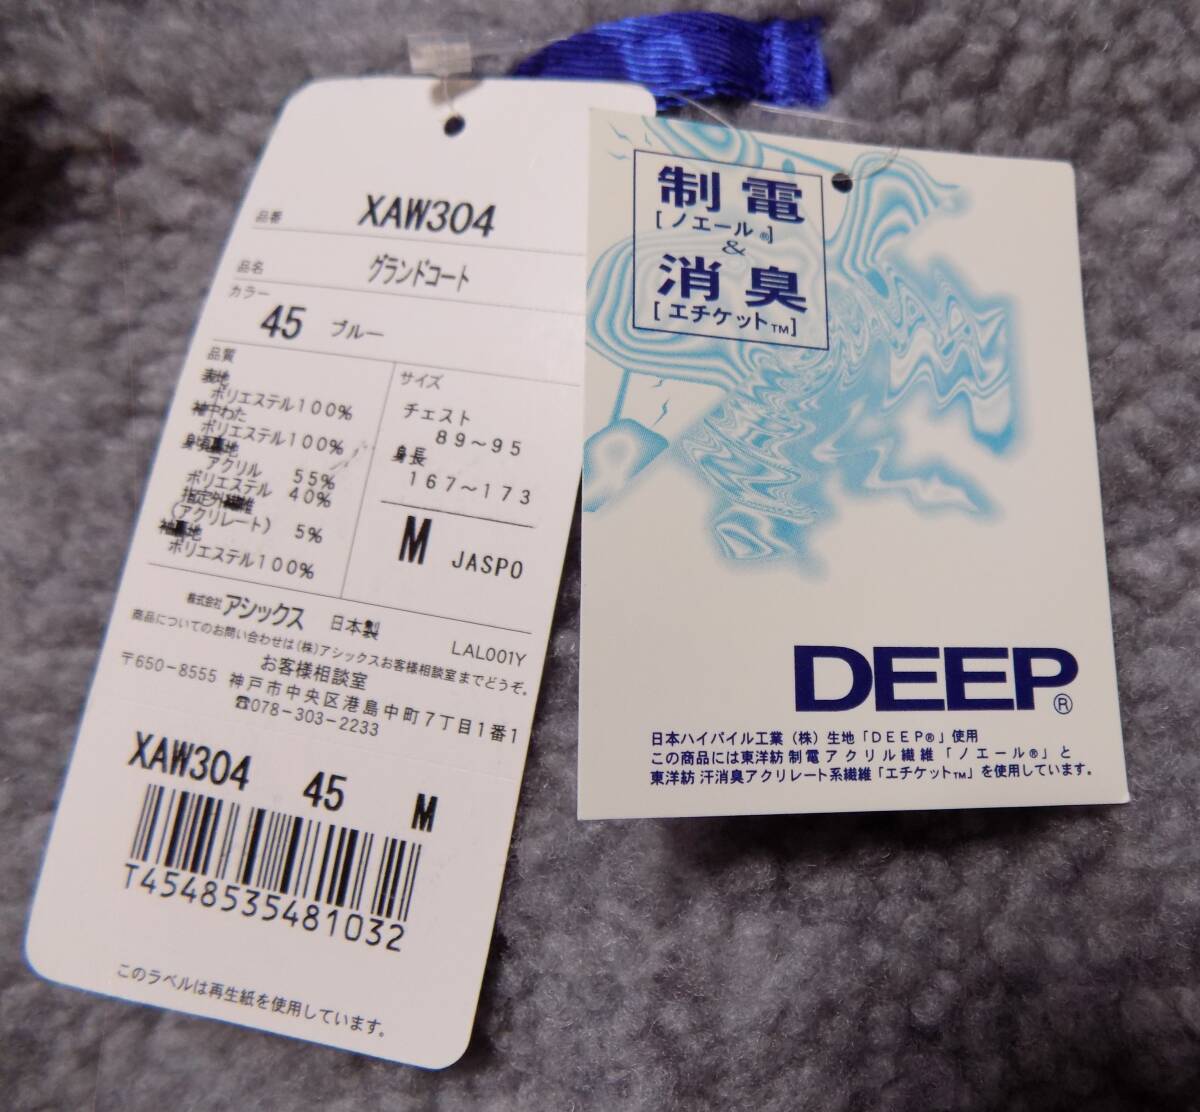 品番 XAW304
品名 グランドコート
カラー
45 ブルー
品質
表地
ポリエステル100%
袖中わた
ポリエステル100%
身頃裏地
アクリル 55%
ポリエステル 40%
指定外繊維
(アクリレート) 5%
袖裏地
ポリエステル100%
サイズ
チェスト
89~95
身長
167~173
M JASPO
株式会社アシックス 日本製
LAL001Y
商品についてのお問い合わせは(株)アシックスお客様相談室までどうぞ。
お客様相談室
〒650-8555 神戸市中央区港島中町7丁目1番1
☎078-303-2233
XAW304 45 M
T4548535481032
このラベルは再生紙を使用しています。
制電
[ノエール®]
&
消臭
[エチケット™]
DEEP®
日本ハイパイル工業(株)生地「DEEP®」使用
この商品には東洋紡 制電アクリル繊維「ノエール®」と
東洋紡 汗消臭アクリレート系繊維「エチケット™」を使用しています。